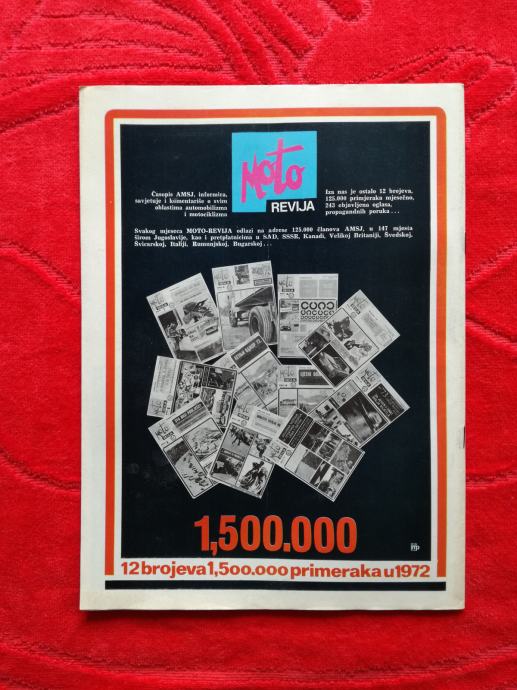 Moto
REVIJA
Časopis AMSJ, informira,
savjetuje i komentariše o svim
oblastima automobilizma
i motociklizma
Iza nas je ostalo 12 brojeva,
125.000 primjeraka mjesečno,
243 objavljena oglasa,
propagandnih poruka...
Svakog mjeseca MOTO-REVIJA odlazi na adrese 125.000 članova AMSJ, u 147 mjesta
širom Jugoslavije, kao i pretplatnicima u SAD, SSSR, Kanadi, Velikoj Britaniji, Švedskoj,
Švicarskoj, Italiji, Rumunjskoj, Bugarskoj...
1,500.000
12 brojeva 1,500.000 primeraka u 1972